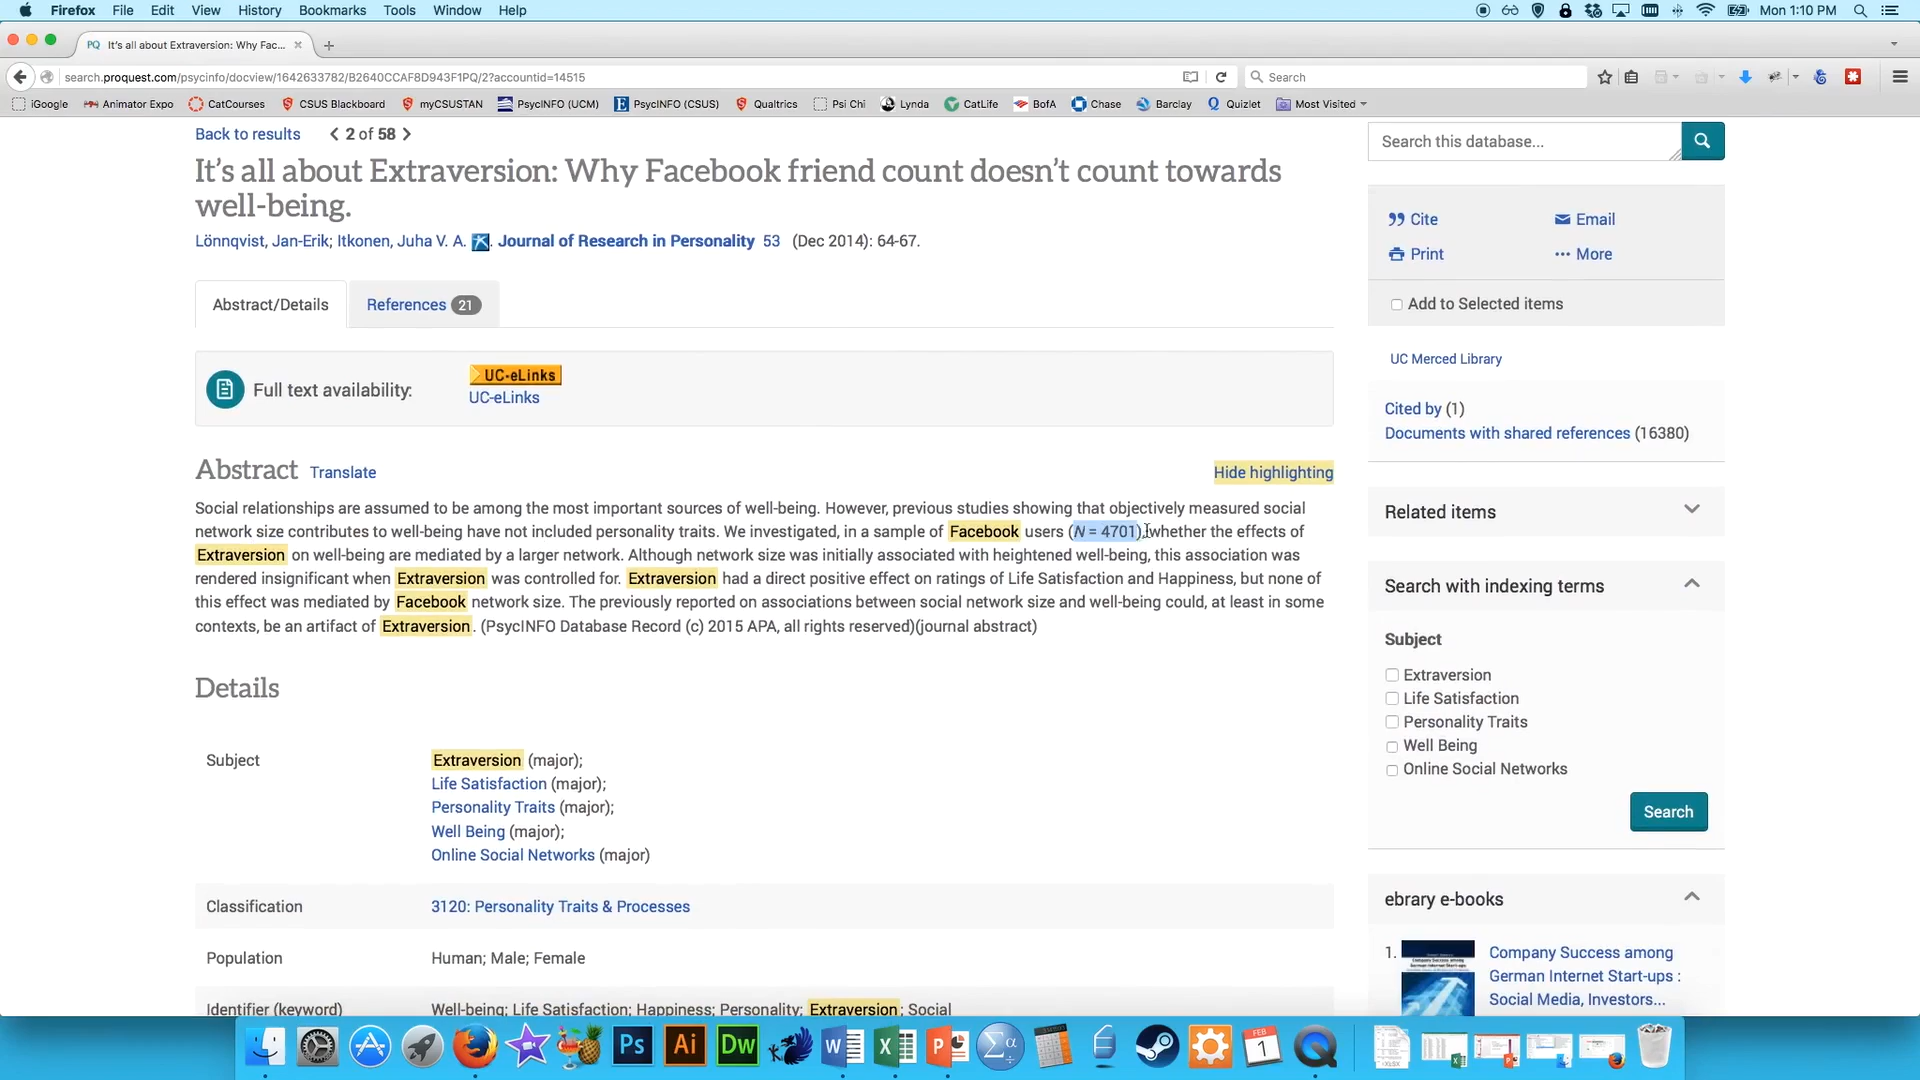 Firefox File Edit View History Bookmarks Tools Window Help Mon 1:10 PM
PQ It's all about Extraversion: Why Fac...
search.proquest.com/psycinfo/docview/1642633782/B2640CCAF8D943F1PQ/2?accountid=14515 Search
iGoogle Animator Expo CatCourses CSUS Blackboard myCSUSTAN PsycINFO (UCM) PsycINFO (CSUS) Qualtrics Psi Chi Lynda CatLife BofA Chase Barclay Quizlet Most Visited
Back to results 2 of 58
It's all about Extraversion: Why Facebook friend count doesn't count towards
well-being.
Lönnqvist, Jan-Erik; Itkonen, Juha V. A. Journal of Research in Personality 53 (Dec 2014): 64-67.
Abstract/Details References 21
Full text availability: UC-eLinks
UC-eLinks
Abstract Translate Hide highlighting
Social relationships are assumed to be among the most important sources of well-being. However, previous studies showing that objectively measured social
network size contributes to well-being have not included personality traits. We investigated, in a sample of Facebook users (N = 4701), whether the effects of
Extraversion on well-being are mediated by a larger network. Although network size was initially associated with heightened well-being, this association was
rendered insignificant when Extraversion was controlled for. Extraversion had a direct positive effect on ratings of Life Satisfaction and Happiness, but none of
this effect was mediated by Facebook network size. The previously reported on associations between social network size and well-being could, at least in some
contexts, be an artifact of Extraversion. (PsycINFO Database Record (c) 2015 APA, all rights reserved)(journal abstract)
Details
Subject Extraversion (major);
Life Satisfaction (major);
Personality Traits (major);
Well Being (major);
Online Social Networks (major)
Classification 3120: Personality Traits & Processes
Population Human; Male; Female
Identifier (keyword) Well-being; Life Satisfaction; Happiness; Personality; Extraversion; Social
Search this database...
Cite Email
Print More
Add to Selected items
UC Merced Library
Cited by (1)
Documents with shared references (16380)
Related items
Search with indexing terms
Subject
Extraversion
Life Satisfaction
Personality Traits
Well Being
Online Social Networks
Search
ebrary e-books
1. Company Success among
German Internet Start-ups :
Social Media, Investors...
Ps Ai Dw W X P FEB 1